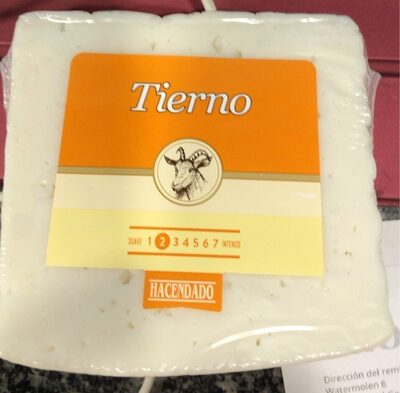 Tierno
SUAVE 1 2 3 4 5 6 7 INTENSO
HACENDADO
Dirección del rem
Watermolen 6